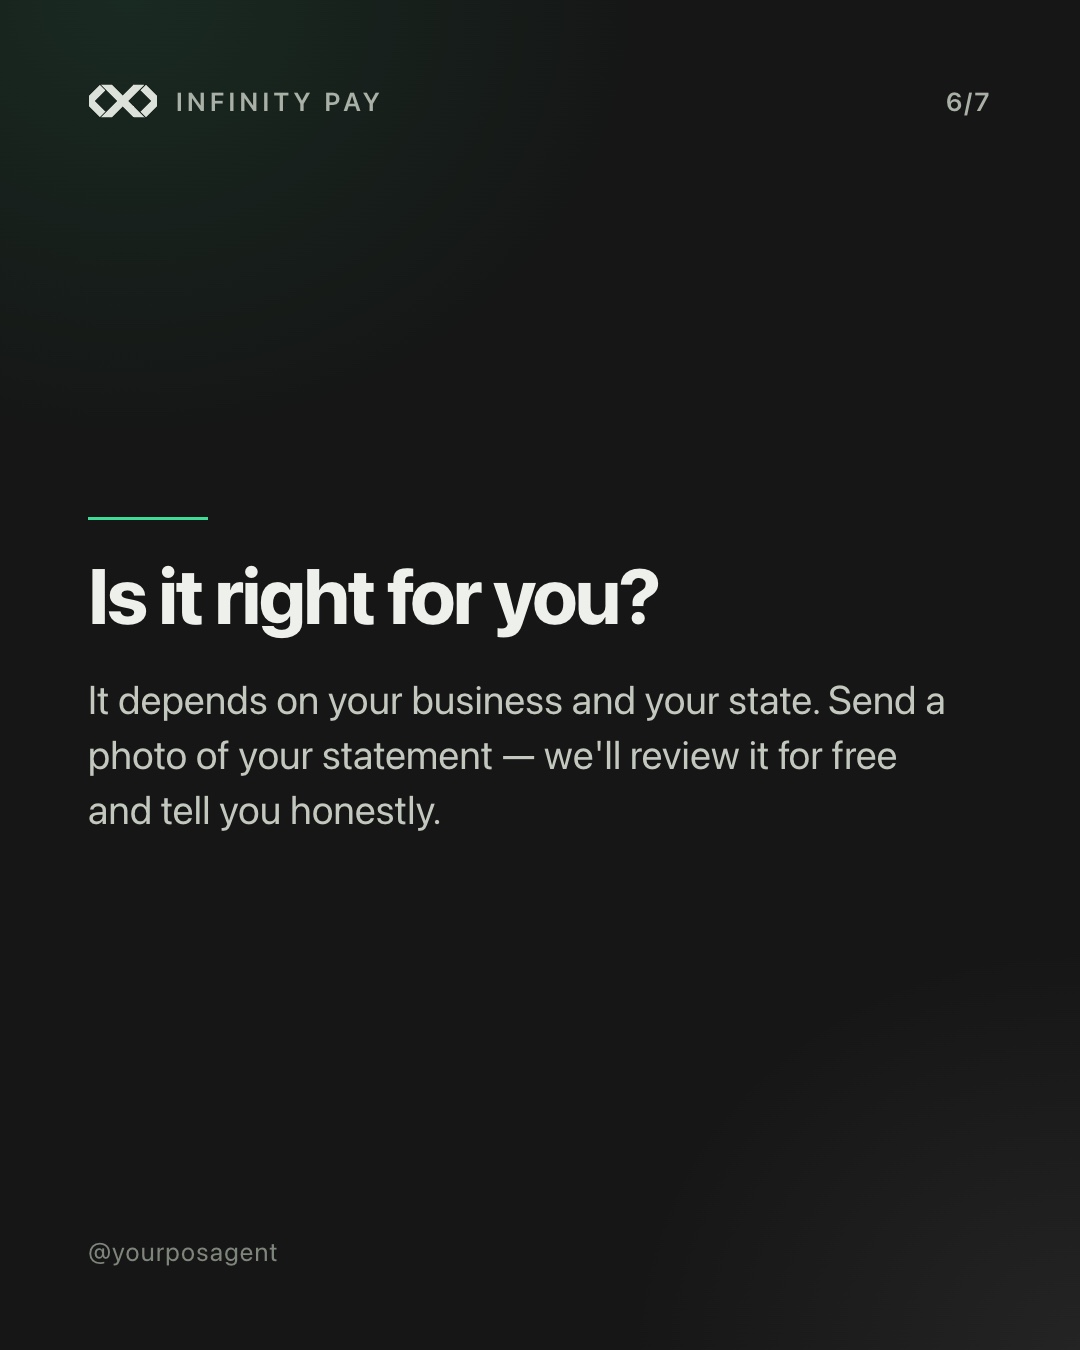 INFINITY PAY
6/7
Is it right for you?
It depends on your business and your state. Send a
photo of your statement — we'll review it for free
and tell you honestly.
@yourposagent